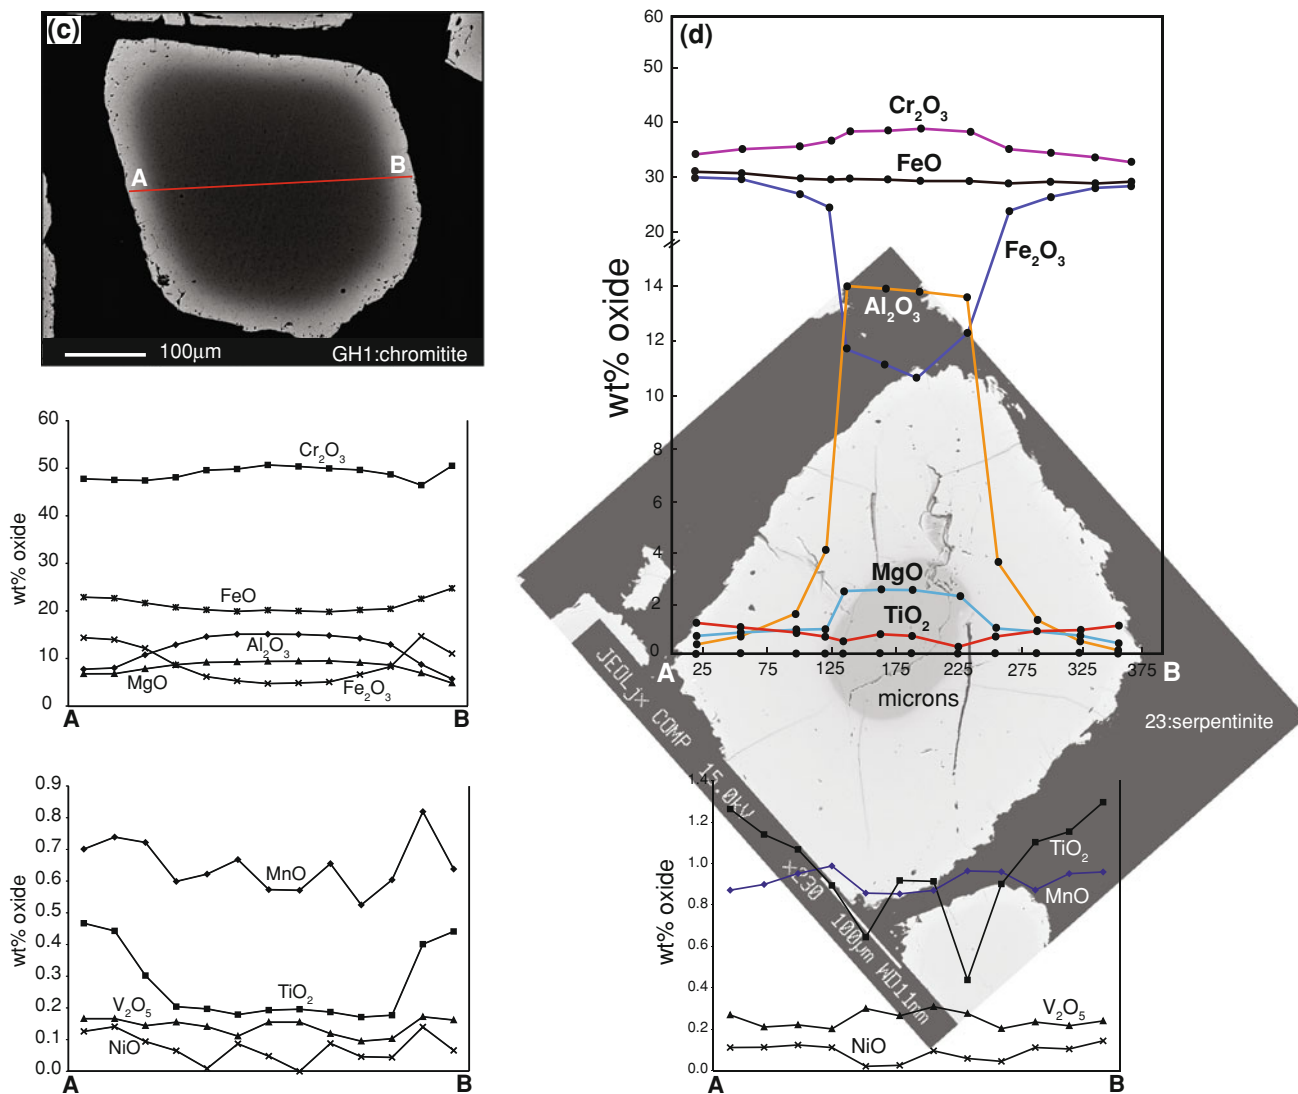 (c)
A
B
100μm
GH1:chromitite
60
50
40
30
20
10
0
wt% oxide
Cr₂O₃
FeO
Al₂O₃
MgO
Fe₂O₃
A
B
0.9
0.8
0.7
0.6
0.5
0.4
0.3
0.2
0.1
0.0
wt% oxide
MnO
TiO₂
V₂O₅
NiO
A
B
(d)
60
50
40
30
20
14
12
10
8
6
4
2
0
wt% oxide
Cr₂O₃
FeO
Fe₂O₃
Al₂O₃
MgO
TiO₂
A
25
75
125
175
225
275
325
375
B
microns
23:serpentinite
JEOLjx COMP 15.0kV x230 100μm WD11mm
1.4
1.2
1.0
0.8
0.6
0.4
0.2
0.0
wt% oxide
TiO₂
MnO
V₂O₅
NiO
A
B